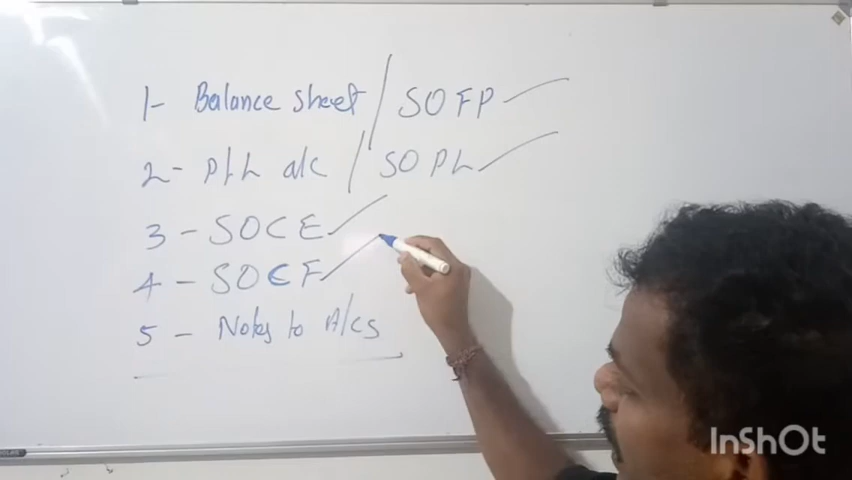 1- Balance sheet / SOFP
2- P/L a/c / SOPL
3 - SOCE
4 - SOCF
5 - Notes to A/cs
InShOt